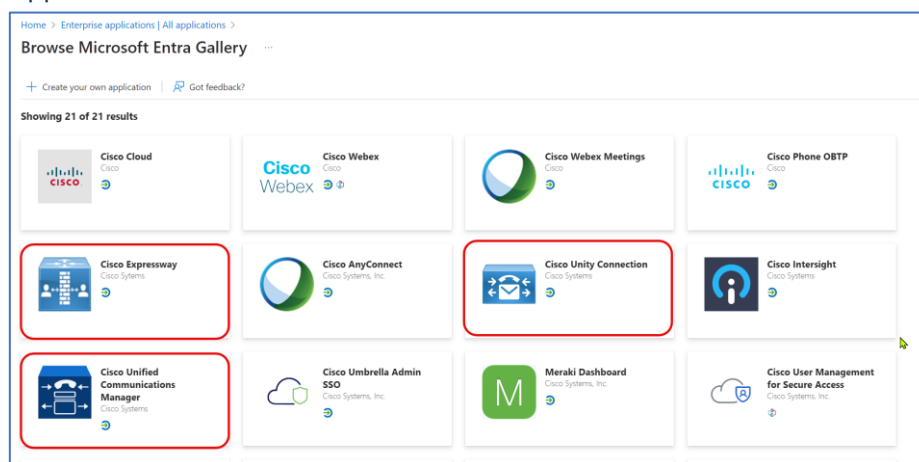 Home > Enterprise applications | All applications >
Browse Microsoft Entra Gallery ...
+ Create your own application | Got feedback?
Showing 21 of 21 results
CISCO
Cisco Cloud
Cisco
Cisco Webex
Cisco Webex
Cisco
Cisco Webex Meetings
Cisco
CISCO
Cisco Phone OBTP
Cisco
Cisco Expressway
Cisco Sytems
Cisco AnyConnect
Cisco Systems, Inc.
Cisco Unity Connection
Cisco Systems
Cisco Intersight
Cisco Systems
Cisco Unified
Communications
Manager
Cisco Systems
Cisco Umbrella Admin
SSO
Cisco Systems, Inc.
M
Meraki Dashboard
Cisco Systems, Inc.
Cisco User Management
for Secure Access
Cisco Systems, Inc.